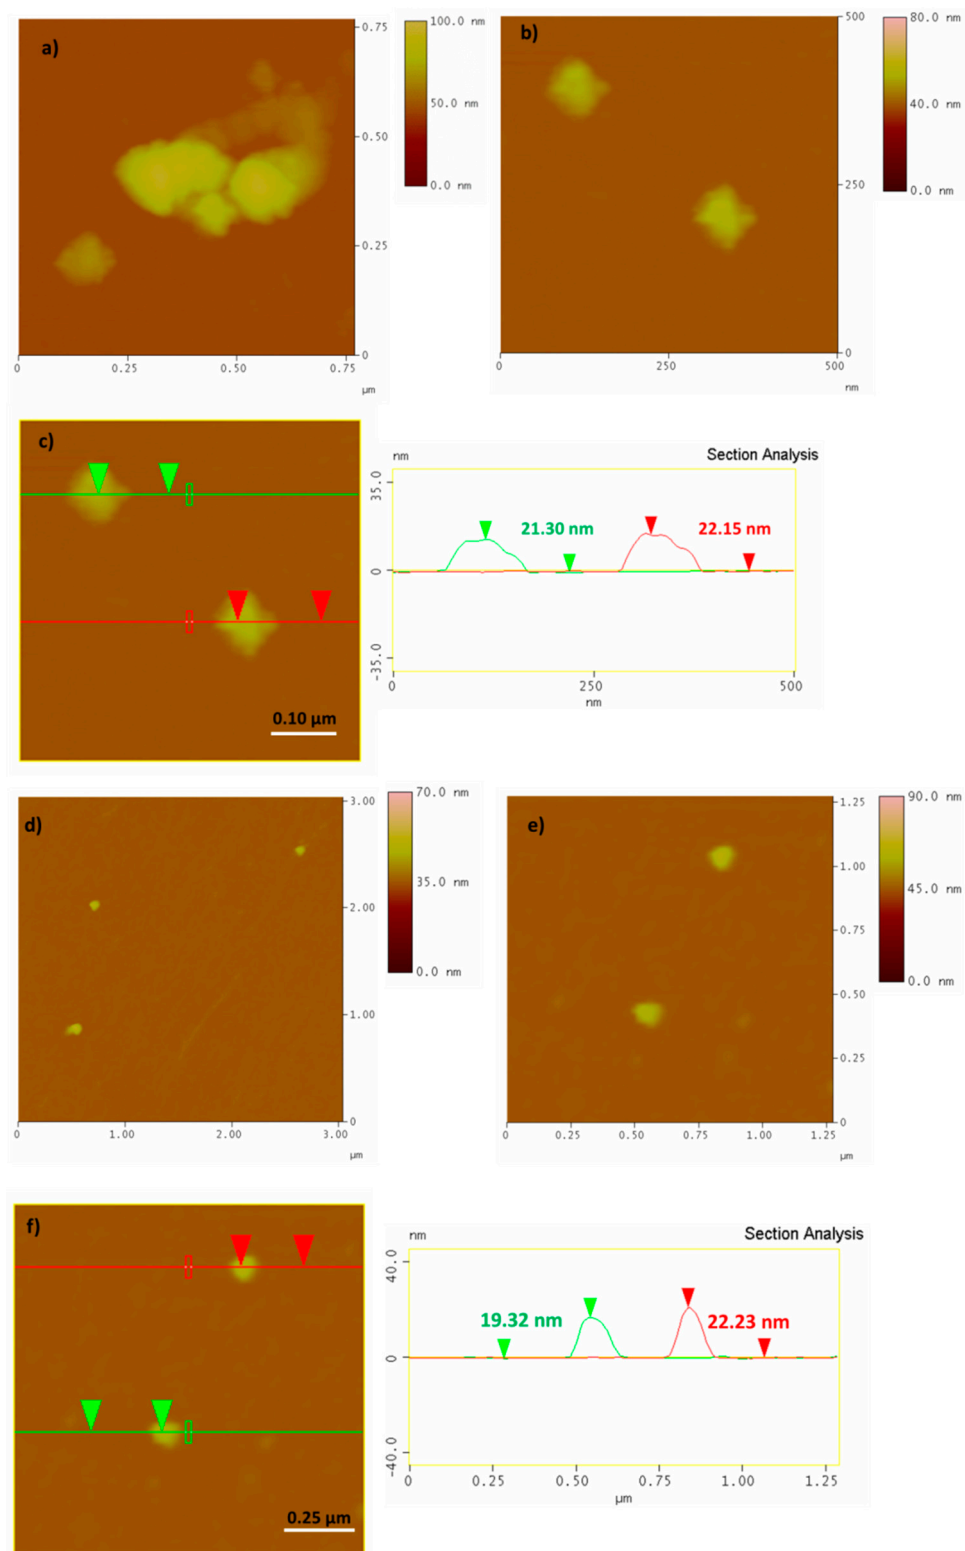 a)
0.75
0.50
0.25
0
0
0.25
0.50
0.75
µm
100.0 nm
50.0 nm
0.0 nm
b)
500
250
0
0
250
500
nm
80.0 nm
40.0 nm
0.0 nm
c)
0.10 µm
Section Analysis
nm
35.0
0
-35.0
21.30 nm
22.15 nm
0
250
500
nm
d)
3.00
2.00
1.00
0
0
1.00
2.00
3.00
µm
70.0 nm
35.0 nm
0.0 nm
e)
1.25
1.00
0.75
0.50
0.25
0
0
0.25
0.50
0.75
1.00
1.25
µm
90.0 nm
45.0 nm
0.0 nm
f)
0.25 µm
Section Analysis
nm
40.0
0
-40.0
19.32 nm
22.23 nm
0
0.25
0.50
0.75
1.00
1.25
µm